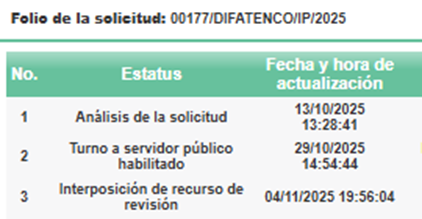 Folio de la solicitud: 00177/DIFATENCO/IP/2025
No. Estatus Fecha y hora de
actualización
1 Análisis de la solicitud 13/10/2025
13:28:41
2 Turno a servidor público
habilitado 29/10/2025
14:54:44
3 Interposición de recurso de
revisión 04/11/2025 19:56:04